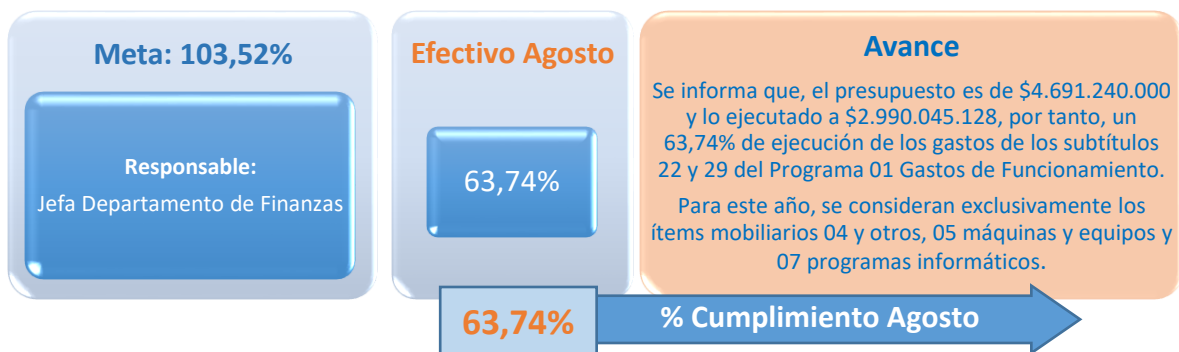 Meta: 103,52%
Responsable:
Jefa Departamento de Finanzas
Efectivo Agosto
63,74%
Avance
Se informa que, el presupuesto es de $4.691.240.000
y lo ejecutado a $2.990.045.128, por tanto, un
63,74% de ejecución de los gastos de los subtítulos
22 y 29 del Programa 01 Gastos de Funcionamiento.
Para este año, se consideran exclusivamente los
ítems mobiliarios 04 y otros, 05 máquinas y equipos y
07 programas informáticos.
63,74%
% Cumplimiento Agosto